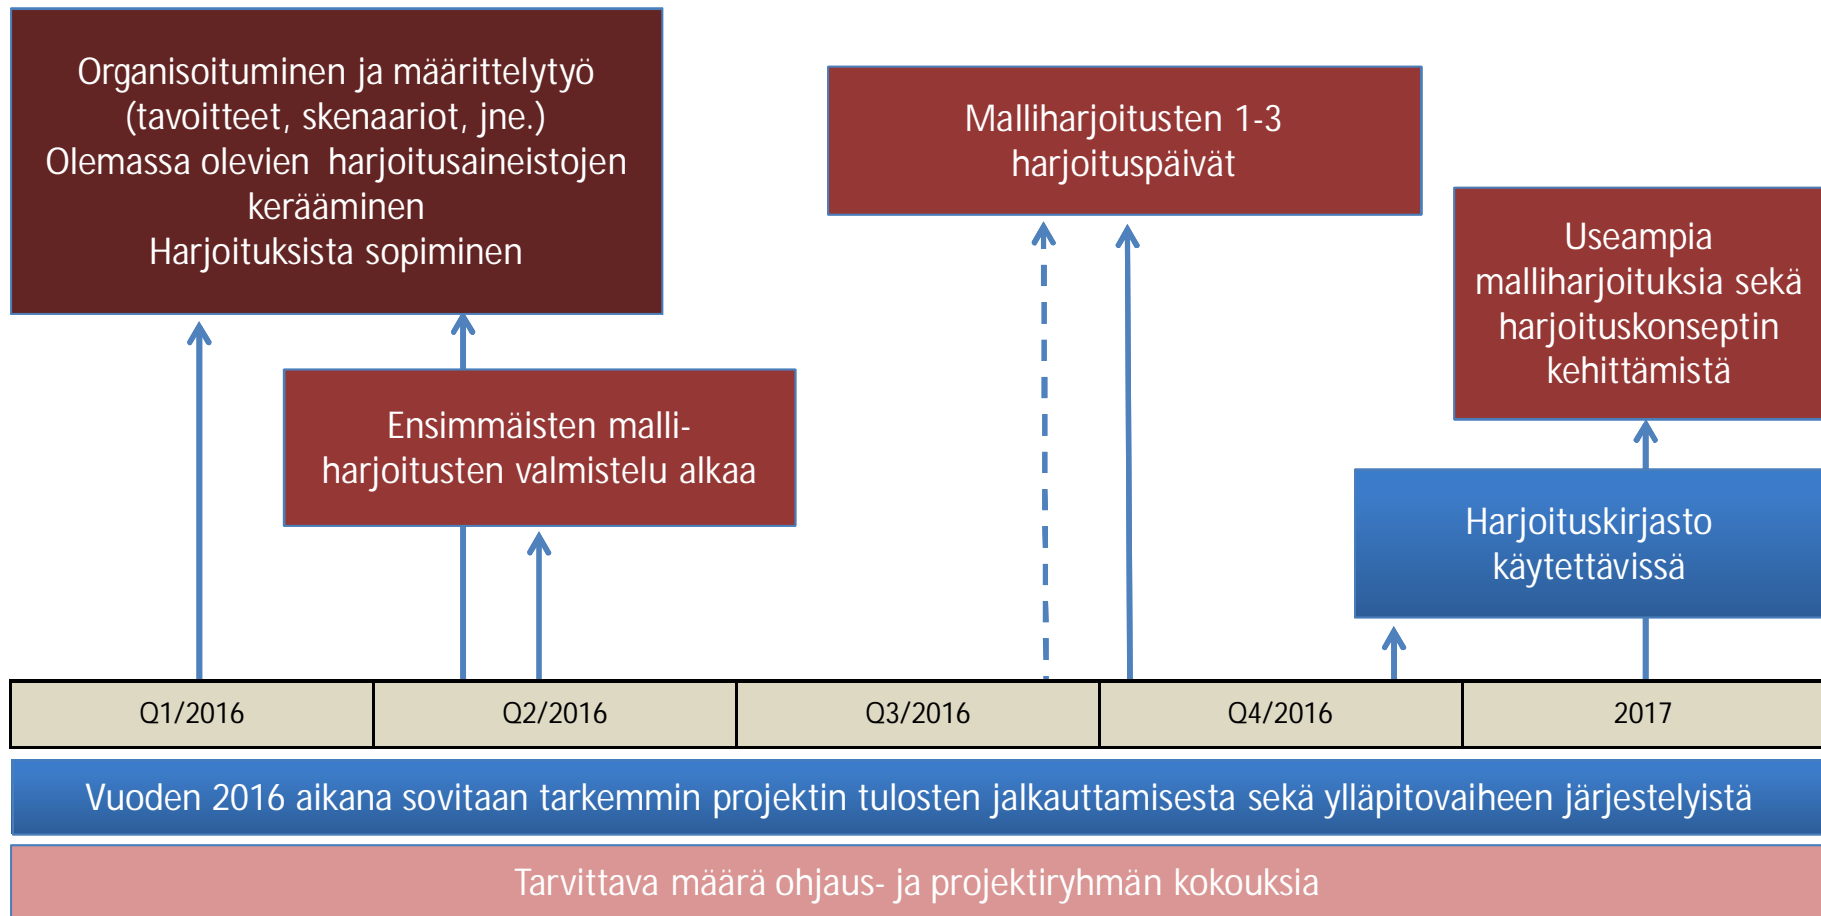 Organisoituminen ja määrittelytyö
(tavoitteet, skenaariot, jne.)
Olemassa olevien harjoitusaineistojen
kerääminen
Harjoituksista sopiminen
Malliharjoitusten 1-3
harjoituspäivät
Useampia
malliharjoituksia sekä
harjoituskonseptin
kehittämistä
Ensimmäisten malli-
harjoitusten valmistelu alkaa
Harjoituskirjasto
käytettävissä
Q1/2016
Q2/2016
Q3/2016
Q4/2016
2017
Vuoden 2016 aikana sovitaan tarkemmin projektin tulosten jalkauttamisesta sekä ylläpitovaiheen järjestelyistä
Tarvittava määrä ohjaus- ja projektiryhmän kokouksia